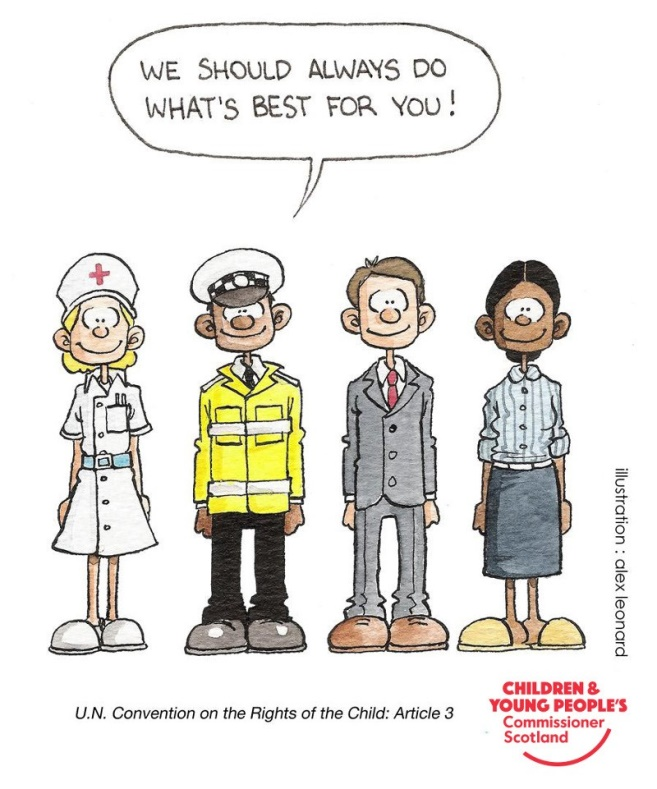 WE SHOULD ALWAYS DO
WHAT'S BEST FOR YOU!
illustration : alex leonard
U.N. Convention on the Rights of the Child: Article 3
CHILDREN &
YOUNG PEOPLE'S
Commissioner
Scotland